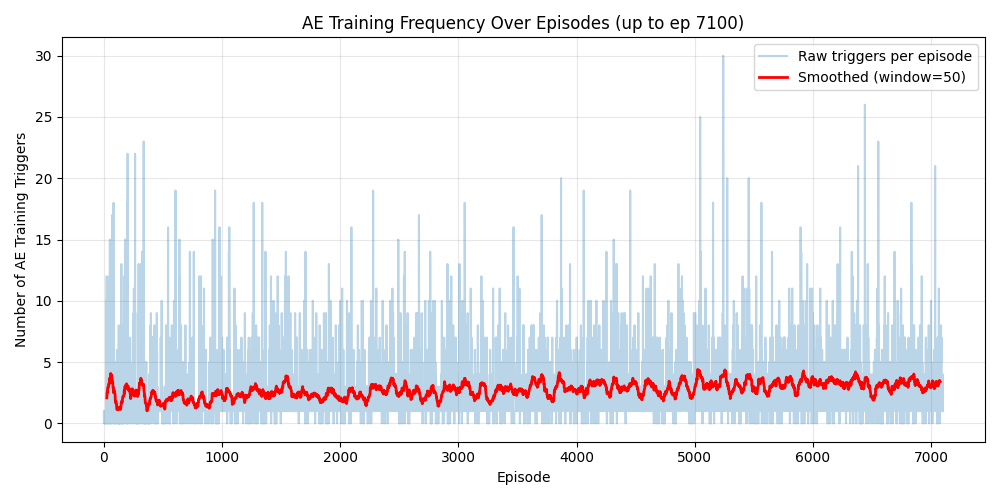 AE Training Frequency Over Episodes (up to ep 7100)
Raw triggers per episode
Smoothed (window=50)
Number of AE Training Triggers
30
25
20
15
10
5
0
0 1000 2000 3000 4000 5000 6000 7000
Episode